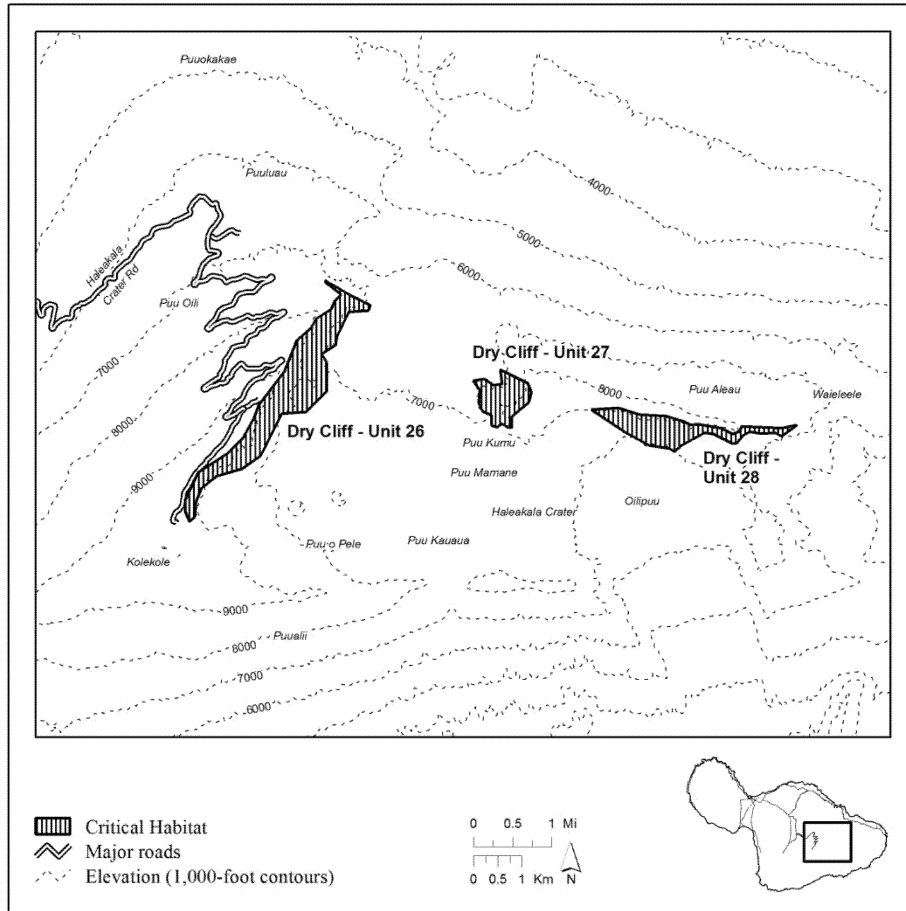 Puuokakae
Puuluau
4000
Haleakala
Crater Rd
5000
6000
Puu Oili
7000
Dry Cliff - Unit 27
8000
Puu Aleau
Waieleele
8000
7000
Dry Cliff - Unit 26
Puu Kumu
Dry Cliff -
Unit 28
9000
Puu Mamane
Haleakala Crater
Oilipuu
Kolekole
Puu o Pele
Puu Kauaua
9000
Puualii
8000
7000
6000
Critical Habitat
Major roads
Elevation (1,000-foot contours)
0 0.5 1 Mi
0 0.5 1 Km
N